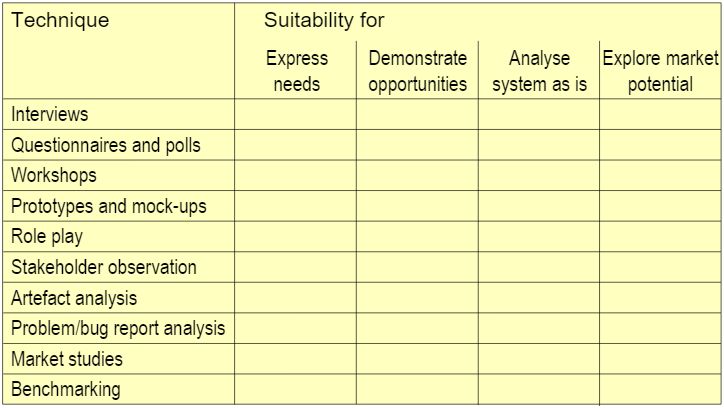 Technique Suitability for
Express Demonstrate Analyse Explore market
needs opportunities system as is potential
Interviews
Questionnaires and polls
Workshops
Prototypes and mock-ups
Role play
Stakeholder observation
Artefact analysis
Problem/bug report analysis
Market studies
Benchmarking